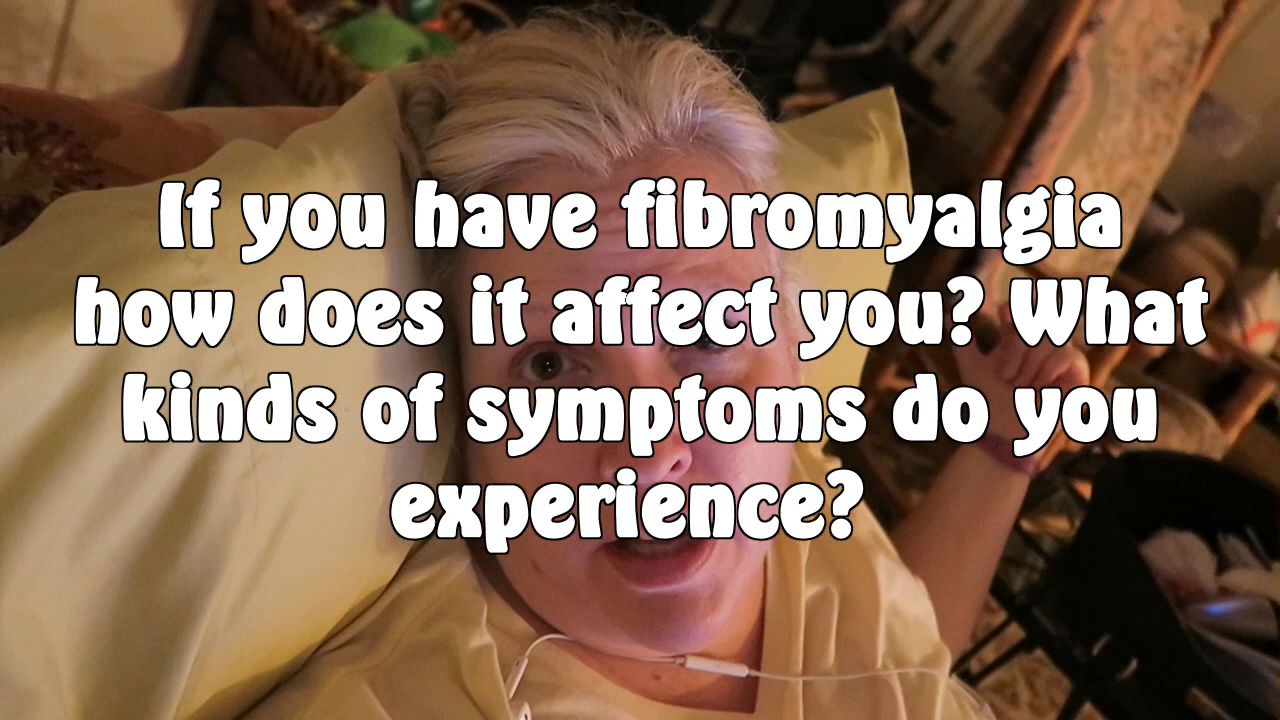 If you have fibromyalgia
how does it affect you? What
kinds of symptoms do you
experience?